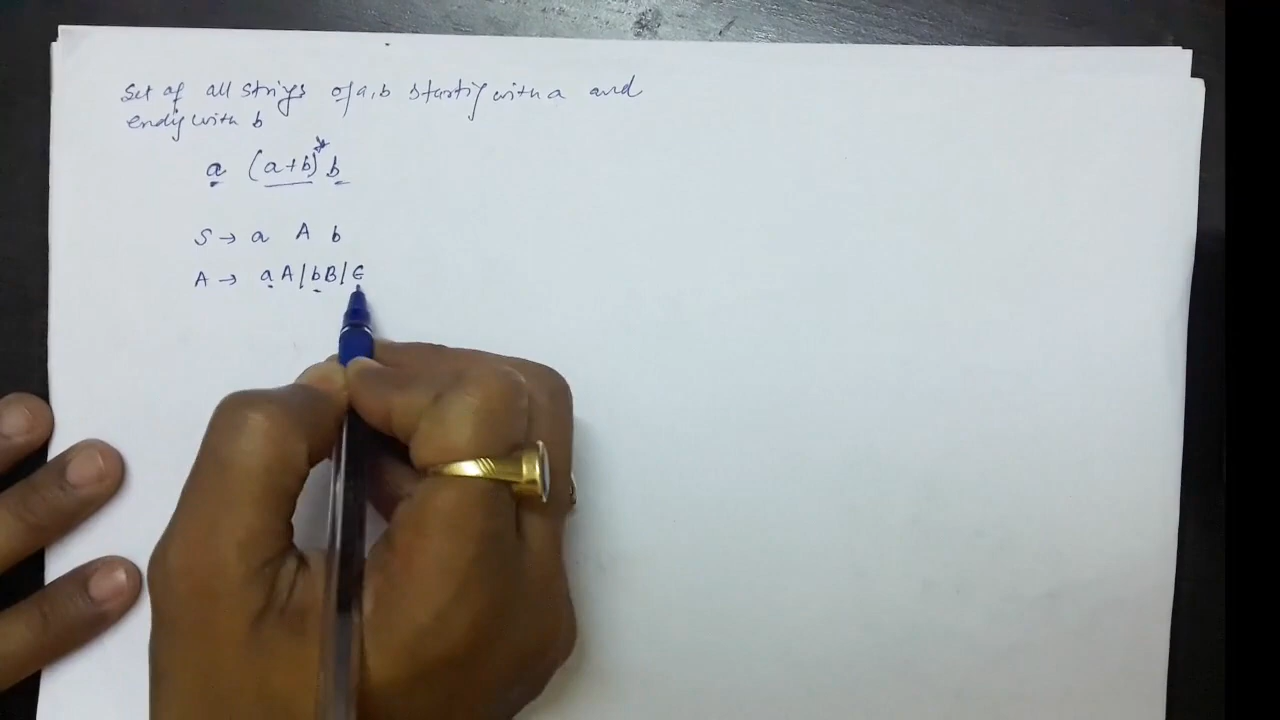 Set of all strings of a, b starting with a and
ending with b
a (a+b)* b
S → a A b
A → aA / bB / ∈